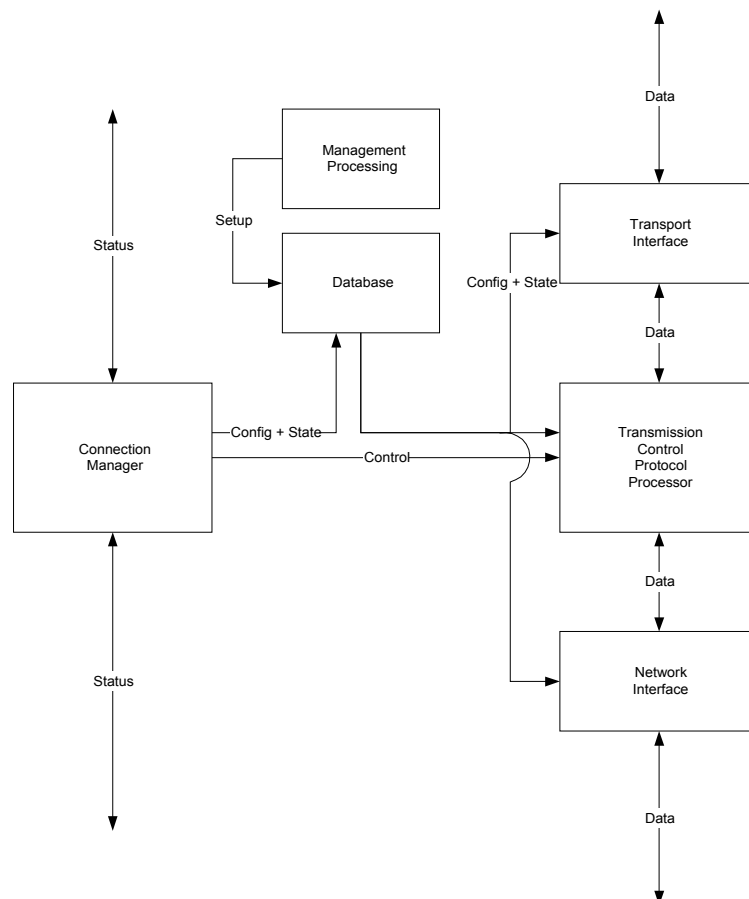 Data
Management
Processing
Setup
Transport
Interface
Status
Config + State
Database
Data
Connection
Manager
Config + State
Control
Transmission
Control
Protocol
Processor
Data
Status
Network
Interface
Data